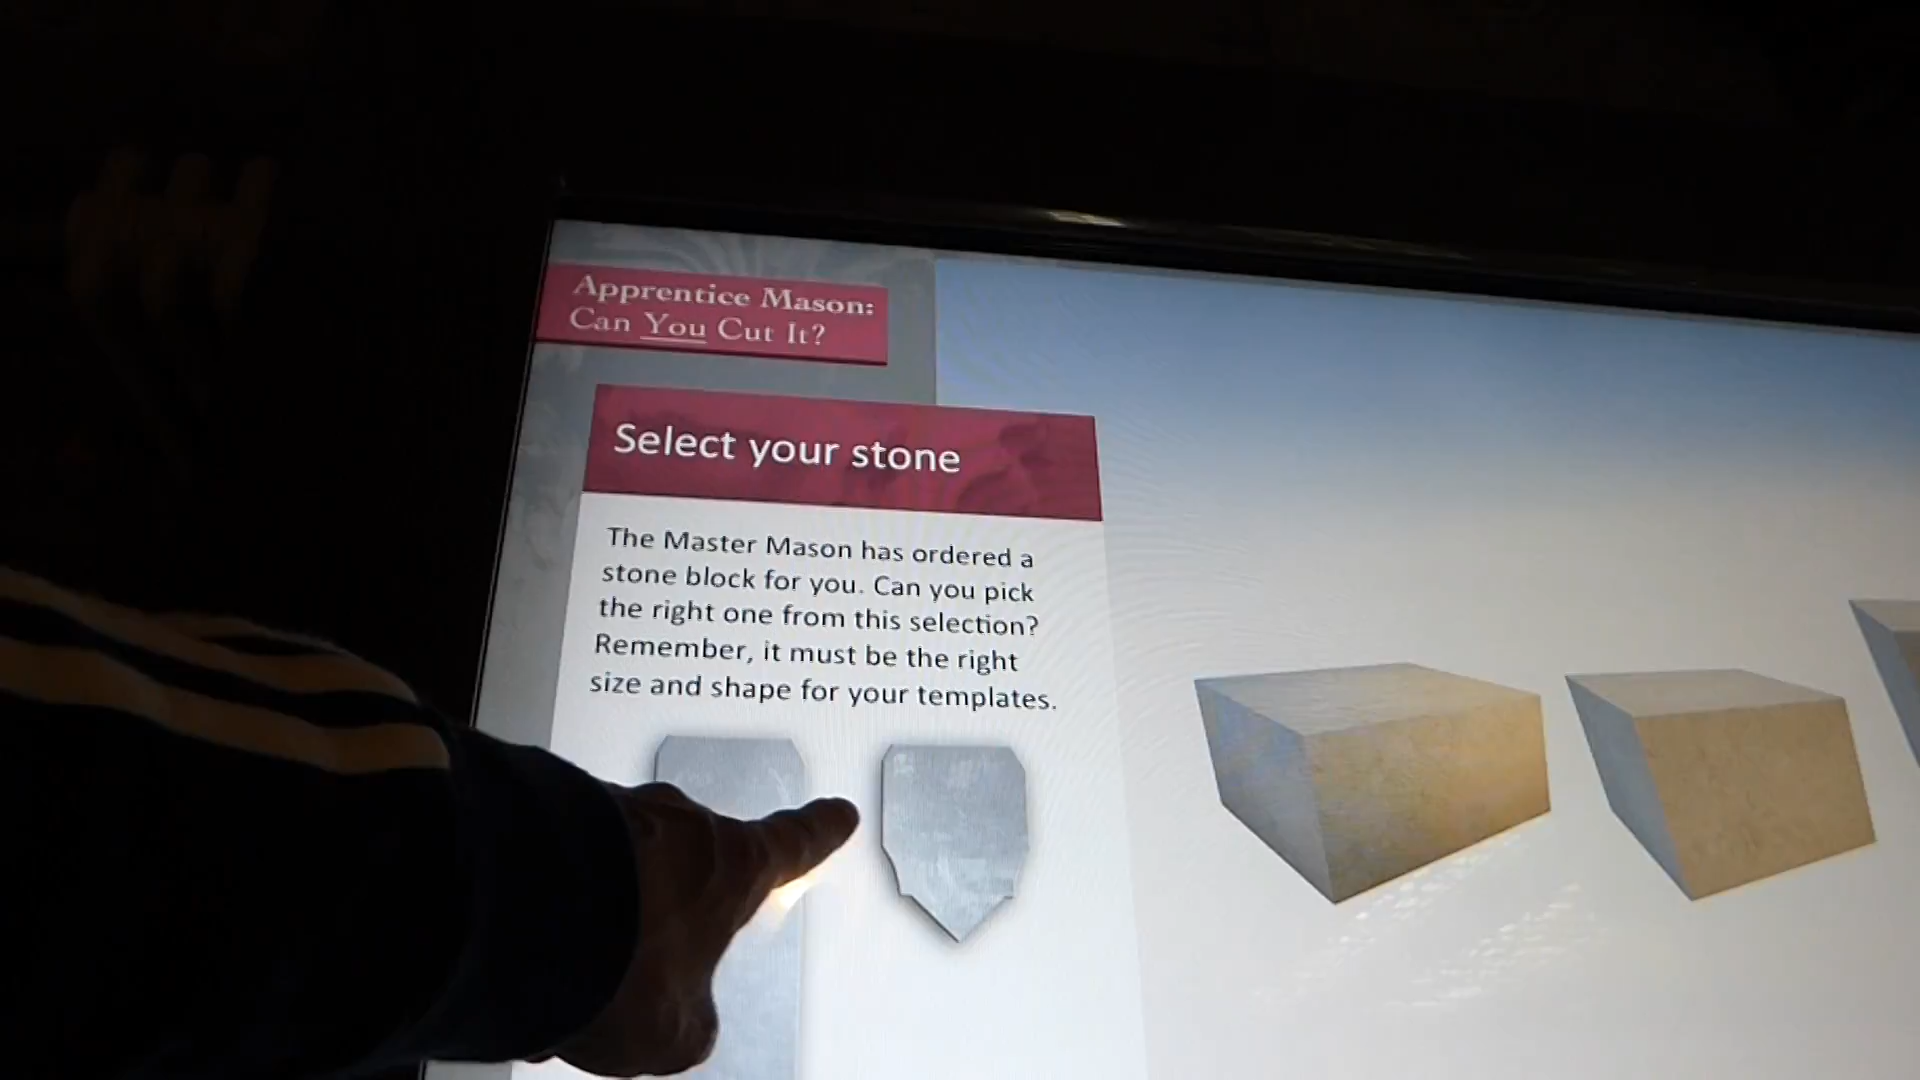 Apprentice Mason:
Can You Cut It?
Select your stone
The Master Mason has ordered a
stone block for you. Can you pick
the right one from this selection?
Remember, it must be the right
size and shape for your templates.